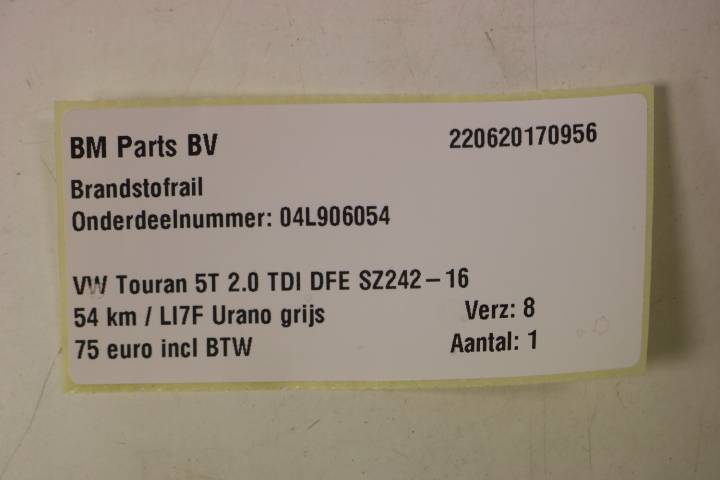 BM Parts BV 220620170956
Brandstofrail
Onderdeelnummer: 04L906054
VW Touran 5T 2.0 TDI DFE SZ242-16
54 km / LI7F Urano grijs Verz: 8
75 euro incl BTW Aantal: 1